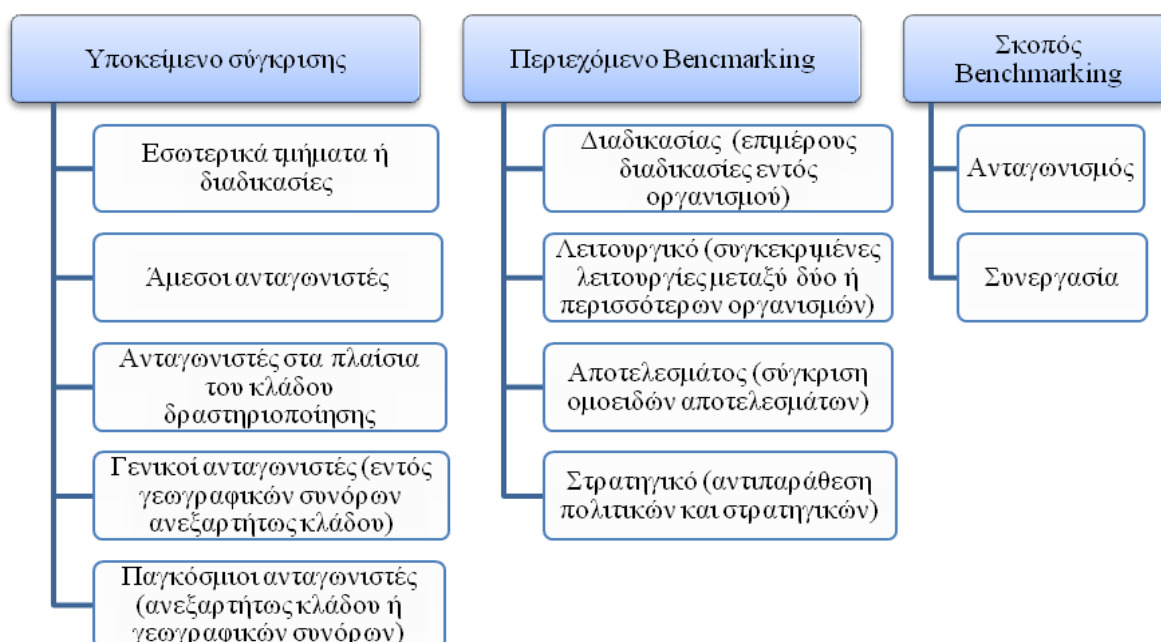 Υποκείμενο σύγκρισης
Εσωτερικά τμήματα ή
διαδικασίες
Άμεσοι ανταγωνιστές
Ανταγωνιστές στα πλαίσια
του κλάδου
δραστηριοποίησης
Γενικοί ανταγωνιστές (εντός
γεωγραφικών συνόρων
ανεξαρτήτως κλάδου)
Παγκόσμιοι ανταγωνιστές
(ανεξαρτήτως κλάδου ή
γεωγραφικών συνόρων)
Περιεχόμενο Bencmarking
Διαδικασίας (επιμέρους
διαδικασίες εντός
οργανισμού)
Λειτουργικό (συγκεκριμένες
λειτουργίες μεταξύ δύο ή
περισσότερων οργανισμών)
Αποτελεσμάτος (σύγκριση
ομοειδών αποτελεσμάτων)
Στρατηγικό (αντιπαράθεση
πολιτικών και στρατηγικών)
Σκοπός
Benchmarking
Ανταγωνισμός
Συνεργασία